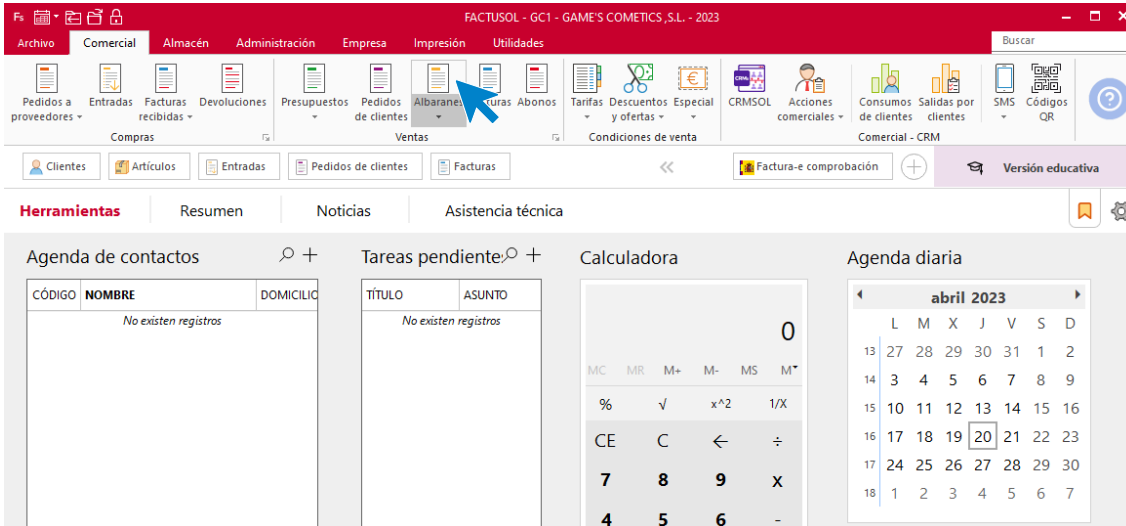 Fs FACTUSOL - GC1 - GAME'S COMETICS ,S.L. - 2023
Archivo Comercial Almacén Administración Empresa Impresión Utilidades Buscar
Pedidos a proveedores Entradas Facturas recibidas Devoluciones Presupuestos Pedidos de clientes Albaranes Abonos Tarifas Descuentos y ofertas Especial CRMSOL Acciones comerciales Consumos de clientes Salidas por clientes SMS Códigos QR
Compras Ventas Condiciones de venta Comercial - CRM
Clientes Artículos Entradas Pedidos de clientes Facturas Factura-e comprobación Versión educativa
Herramientas Resumen Noticias Asistencia técnica
Agenda de contactos
CÓDIGO NOMBRE DOMICILIO
No existen registros
Tareas pendiente
TÍTULO ASUNTO
No existen registros
Calculadora
0
MC MR M+ M- MS M
% √ x^2 1/X
CE C ← ÷
7 8 9 X
4 5 6 -
Agenda diaria
abril 2023
L M X J V S D
13 27 28 29 30 31 1 2
14 3 4 5 6 7 8 9
15 10 11 12 13 14 15 16
16 17 18 19 20 21 22 23
17 24 25 26 27 28 29 30
18 1 2 3 4 5 6 7